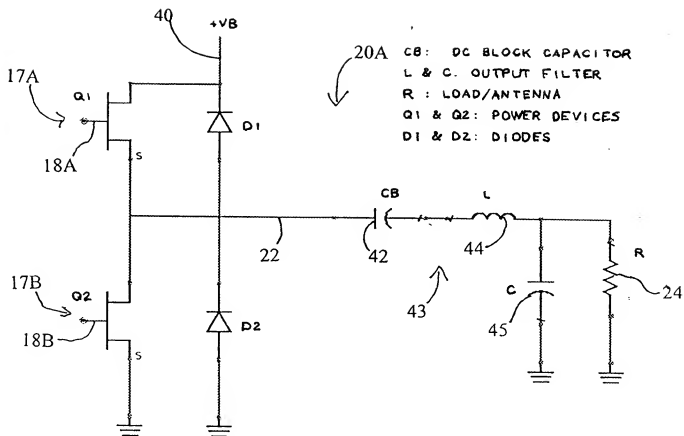 +VB
40
20A
CB: DC BLOCK CAPACITOR
L & C. OUTPUT FILTER
R : LOAD/ANTENNA
Q1 & Q2: POWER DEVICES
D1 & D2: DIODES
17A
Q1
18A
S
D1
CB
L
22
42
44
R
17B
Q2
43
C
45
24
18B
S
D2